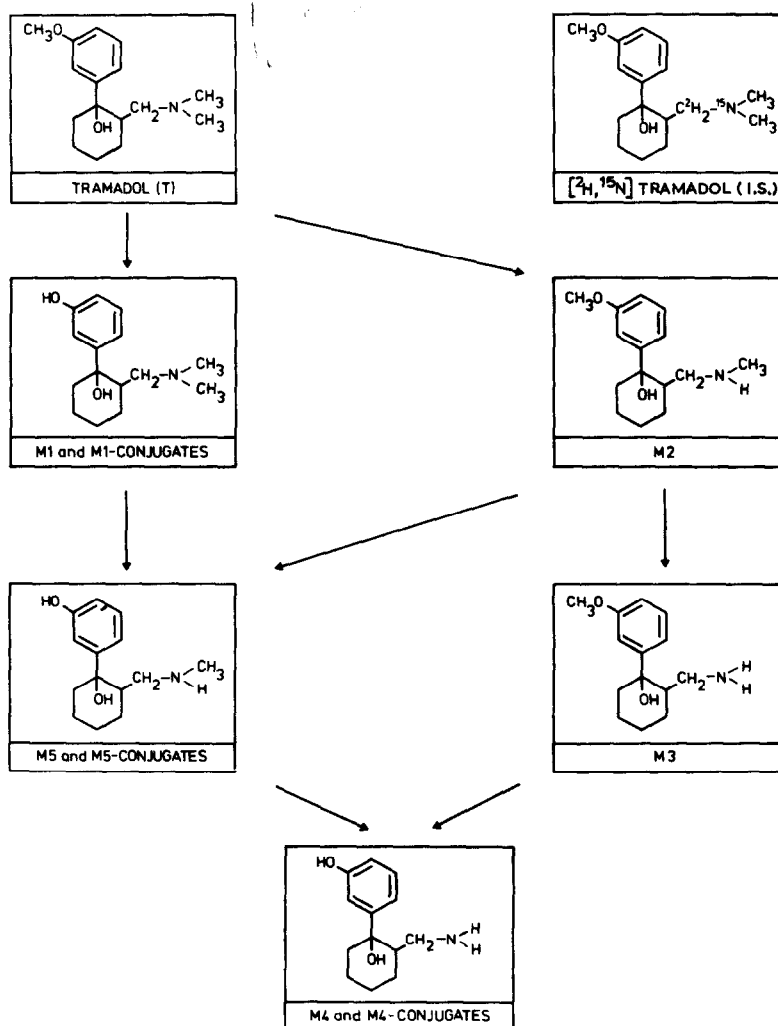 CH₃O
CH₂-N
CH₃
CH₃
OH
TRAMADOL (T)
CH₃O
C²H₂-¹⁵N
CH₃
CH₃
OH
[²H, ¹⁵N] TRAMADOL (I.S.)
HO
CH₂-N
CH₃
CH₃
OH
M1 and M1-CONJUGATES
CH₃O
CH₂-N
CH₃
H
OH
M2
HO
CH₂-N
CH₃
H
OH
M5 and M5-CONJUGATES
CH₃O
CH₂-N
H
H
OH
M3
HO
CH₂-N
H
H
OH
M4 and M4-CONJUGATES